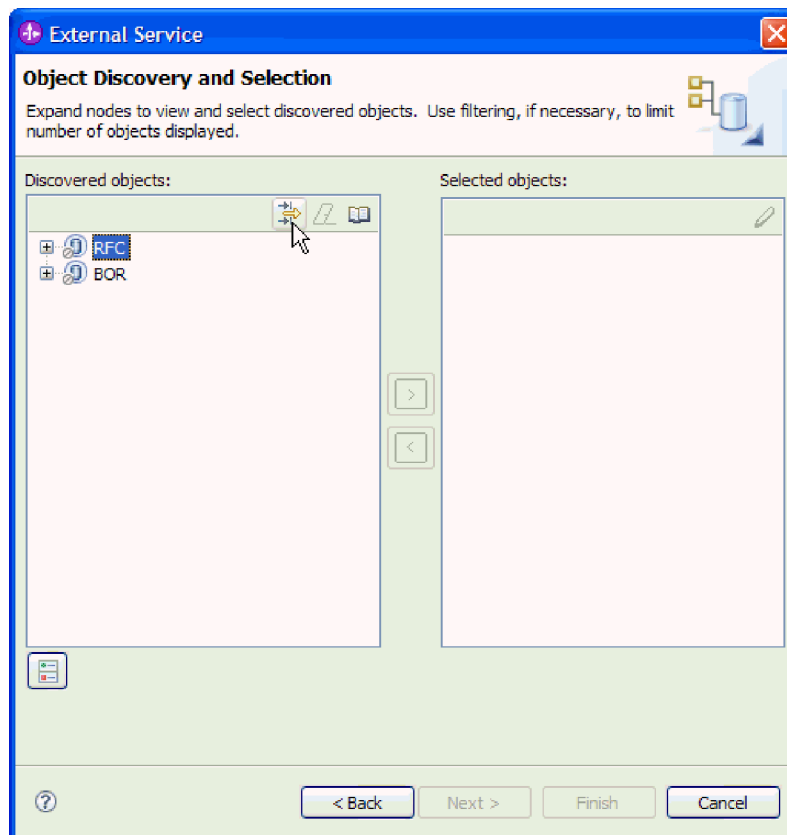 External Service
Object Discovery and Selection
Expand nodes to view and select discovered objects. Use filtering, if necessary, to limit
number of objects displayed.
Discovered objects:
Selected objects:
RFC
BOR
>
<
?
< Back
Next >
Finish
Cancel